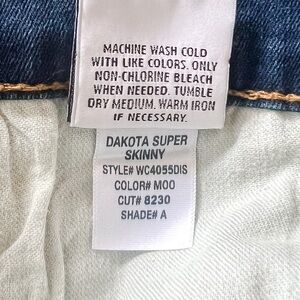 MACHINE WASH COLD
WITH LIKE COLORS. ONLY
NON-CHLORINE BLEACH
WHEN NEEDED. TUMBLE
DRY MEDIUM. WARM IRON
IF NECESSARY.
DAKOTA SUPER
SKINNY
STYLE# WC4055DIS
COLOR# MOO
CUT# 8230
SHADE# A